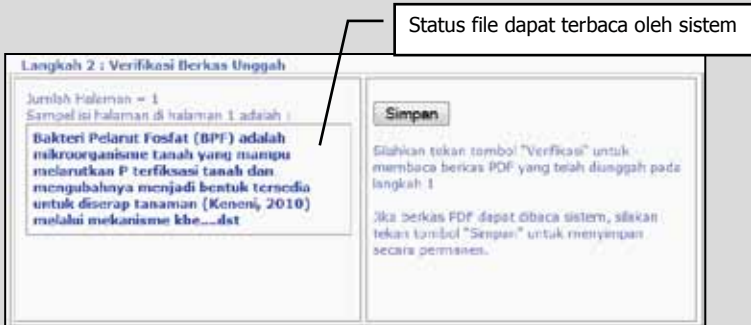 Status file dapat terbaca oleh sistem
Langkah 2 : Verifikasi Berkas Unggah
Jumlah Halaman = 1
Sampel isi halaman di halaman 1 adalah :
Bakteri Pelarut Fosfat (BPF) adalah
mikroorganisme tanah yang mampu
melarutkan P terfiksasi tanah dan
mengubahnya menjadi bentuk tersedia
untuk diserap tanaman (Keneni, 2010)
melalui mekanisme khe....dst
Simpan
Silahkan tekan tombol "Verfikasi" untuk
membaca berkas PDF yang telah diunggah pada
langkah 1
Jika berkas PDF dapat dibaca sistem, silakan
tekan tombol "Simpan" untuk menyimpan
secara permanen.